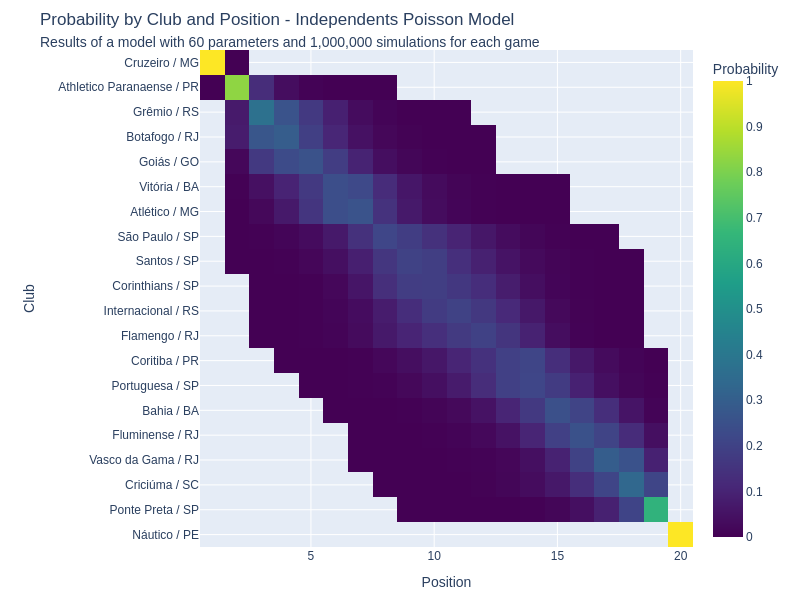 Probability by Club and Position - Independents Poisson Model
Results of a model with 60 parameters and 1,000,000 simulations for each game
Probability
Cruzeiro / MG
Athletico Paranaense / PR
Grêmio / RS
Botafogo / RJ
Goiás / GO
Vitória / BA
Atlético / MG
São Paulo / SP
Santos / SP
Corinthians / SP
Internacional / RS
Flamengo / RJ
Coritiba / PR
Portuguesa / SP
Bahia / BA
Fluminense / RJ
Vasco da Gama / RJ
Criciúma / SC
Ponte Preta / SP
Náutico / PE
Club
5
10
15
20
Position
1
0.9
0.8
0.7
0.6
0.5
0.4
0.3
0.2
0.1
0